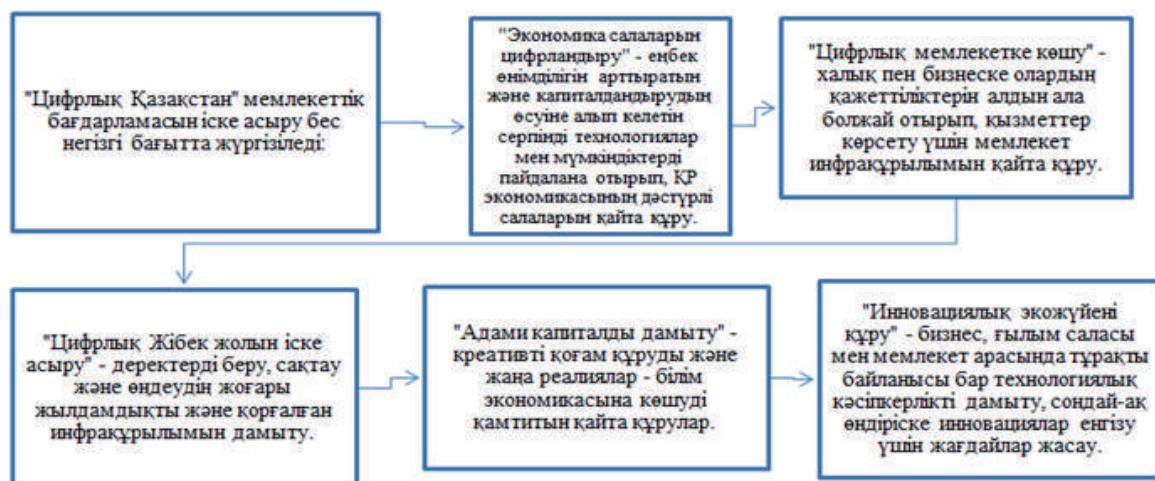 "Цифрлық Қазақстан" мемлекеттік
бағдарламасын іске асыру бес
негізгі бағытта жүргізіледі:
"Экономика салаларын
цифрландыру" - еңбек
өнімділігін арттыратын
және капиталдандырудың
өсуіне алып келетін
серпінді технологиялар
мен мүмкіндіктерді
пайдалана отырып, ҚР
экономикасының дәстүрлі
салаларын қайта құру.
"Цифрлық мемлекетке көшу" -
халық пен бизнеске олардың
қажеттіліктерін алдын ала
болжай отырып, қызметтер
көрсету үшін мемлекет
инфрақұрылымын қайта құру.
"Цифрлық Жібек жолын іске
асыру" - деректерді беру, сақтау
және өңдеудің жоғары
жылдамдықты және қорғалған
инфрақұрылымын дамыту.
"Адами капиталды дамыту" -
креативті қоғам құруды және
жаңа реалиялар - білім
экономикасына көшуді
қамтитын қайта құрулар.
"Инновациялық экожүйені
құру" - бизнес, ғылым саласы
мен мемлекет арасында тұрақты
байланысы бар технологиялық
кәсіпкерлікті дамыту, сондай-ақ
өндіріске инновациялар енгізу
үшін жағдайлар жасау.